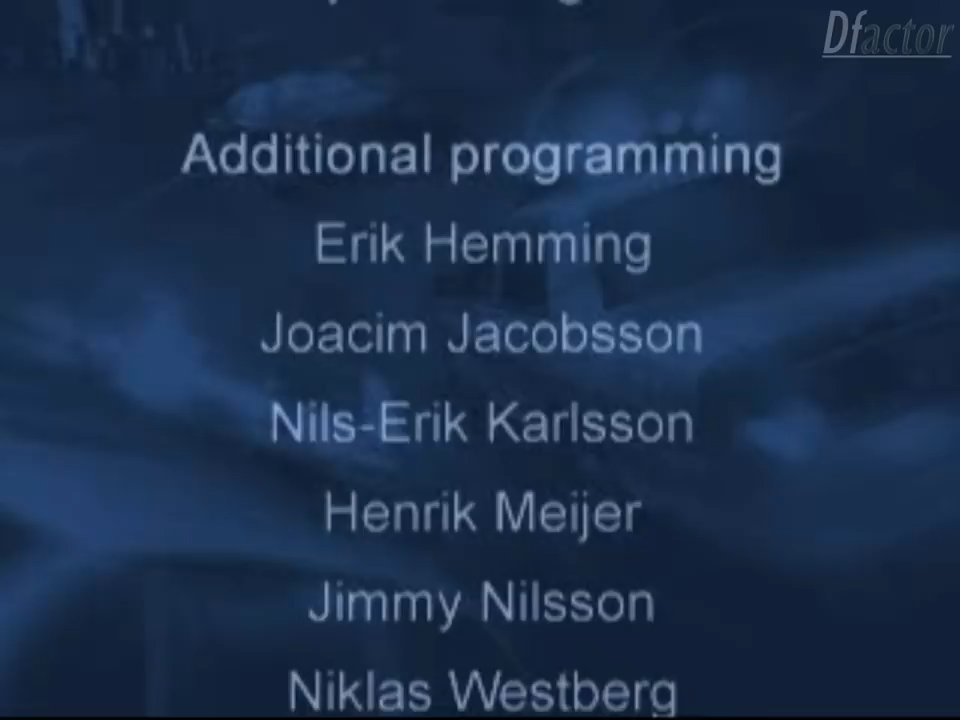 Dfactor
Additional programming
Erik Hemming
Joacim Jacobsson
Nils-Erik Karlsson
Henrik Meijer
Jimmy Nilsson
Niklas Westberg